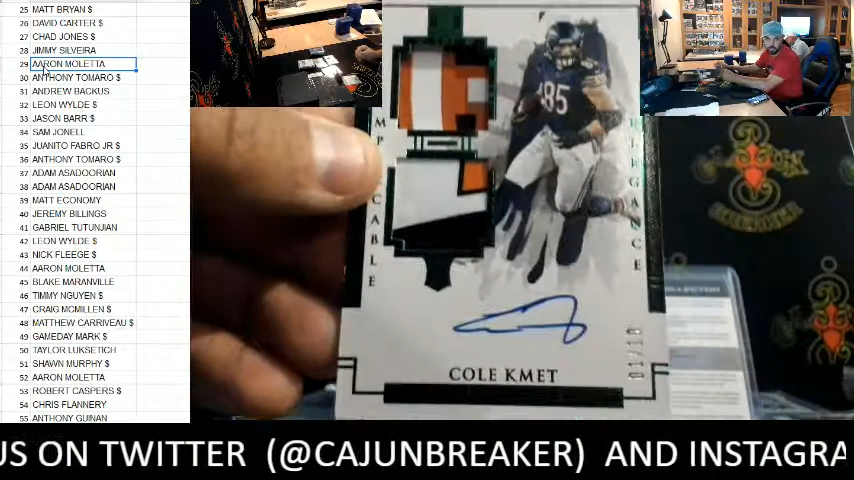 25 MATT BRYAN $
26 DAVID CARTER $
27 CHAD JONES $
28 JIMMY SILVEIRA
29 AARON MOLETTA
30 ANTHONY TOMARO $
31 ANDREW BACKUS
32 LEON WYLDE $
33 JASON BARR $
34 SAM JONELL
35 JUANITO FABRO JR $
36 ANTHONY TOMARO $
37 ADAM ASADOORIAN
38 ADAM ASADOORIAN
39 MATT ECONOMY
40 JEREMY BILLINGS
41 GABRIEL TUTUNJIAN
42 LEON WYLDE $
43 NICK FLEEGE $
44 AARON MOLETTA
45 BLAKE MARANVILLE
46 TIMMY NGUYEN $
47 CRAIG MCMILLEN $
48 MATTHEW CARRIVEAU $
49 GAMEDAY MARK $
50 TAYLOR LUKSETICH
51 SHAWN MURPHY $
52 AARON MOLETTA
53 ROBERT CASPERS $
54 CHRIS FLANNERY
55 ANTHONY GUINAN
85
COLE KMET
01/10
US ON TWITTER (@CAJUNBREAKER) AND INSTAGRA